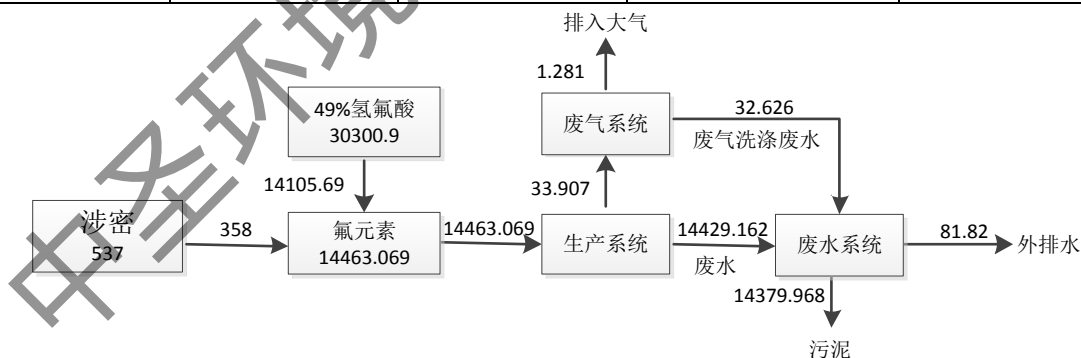 排入大气
1.281
49%氢氟酸
30300.9
废气系统
32.626
废气洗涤废水
14105.69
33.907
涉密
537
358
氟元素
14463.069
14463.069
生产系统
14429.162
废水
废水系统
81.82
外排水
14379.968
污泥
中圣环境